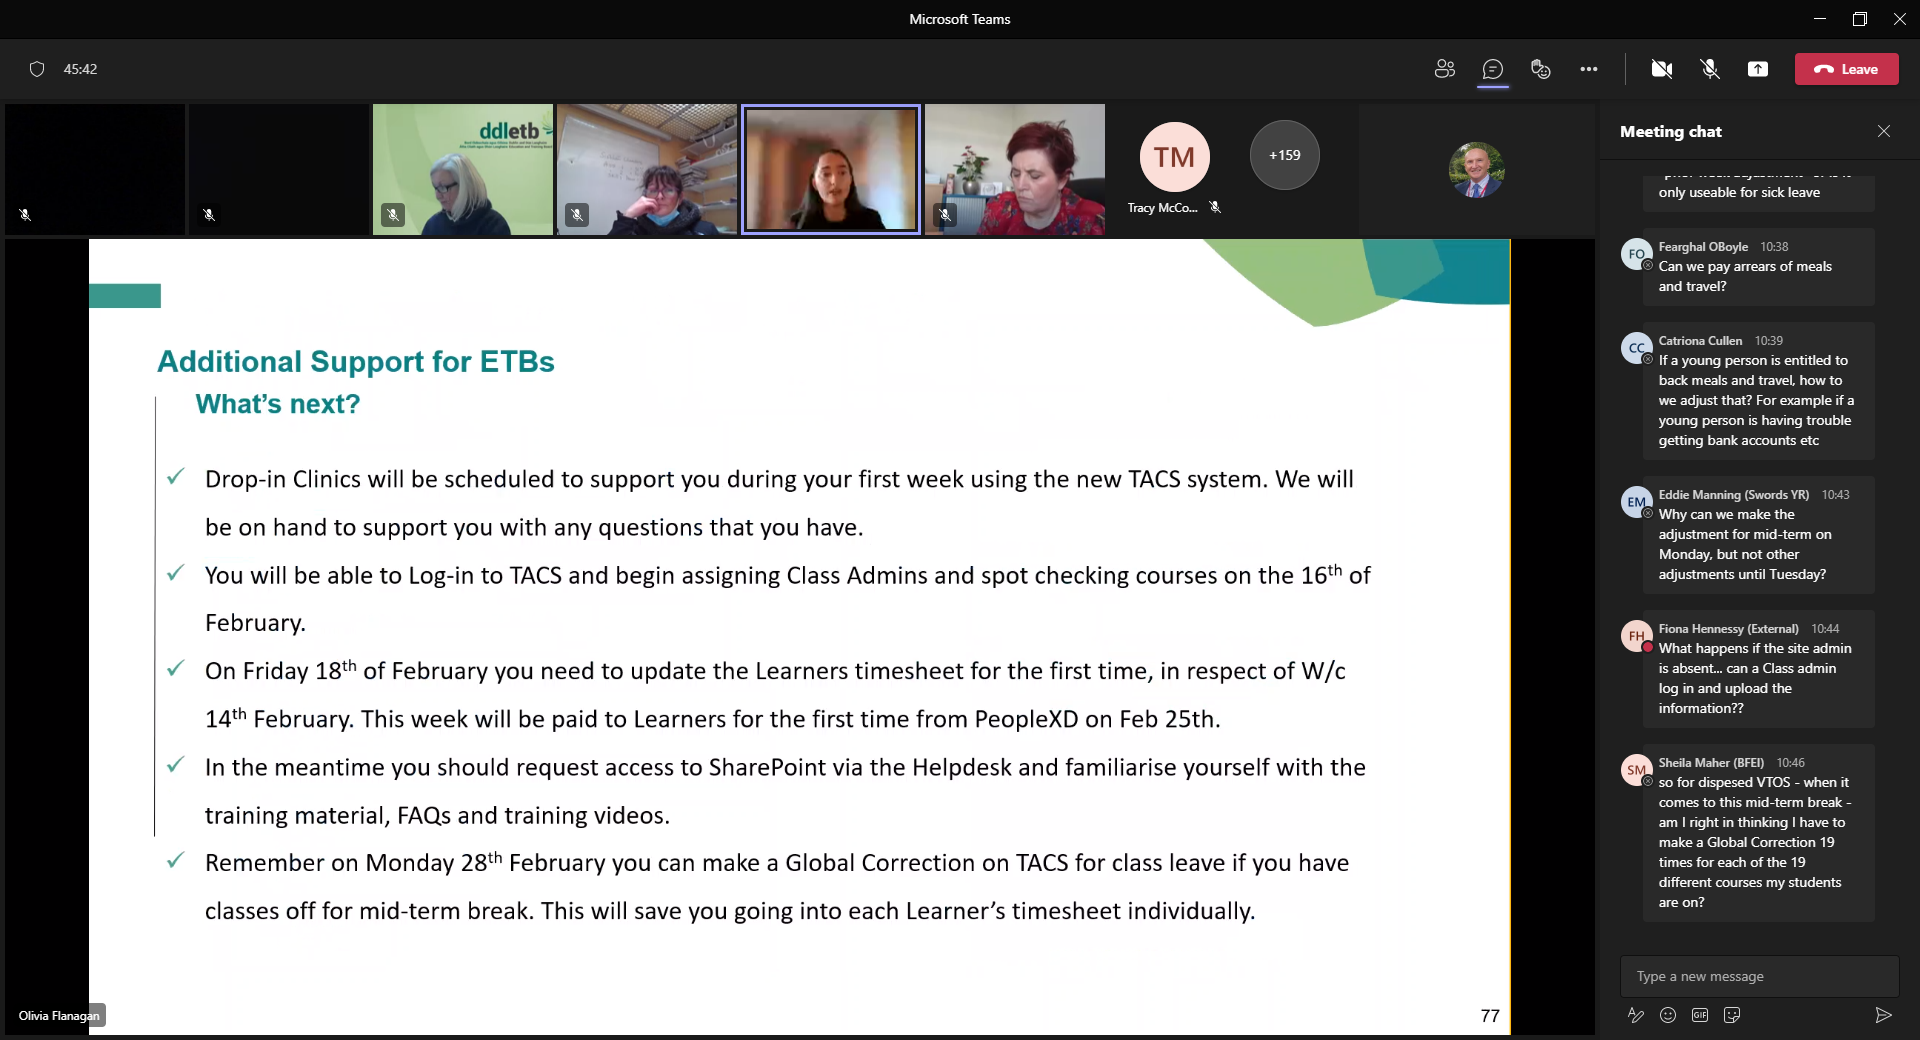 Microsoft Teams
45:42
Leave
ddletb
TM
+159
Tracy McCo...
Additional Support for ETBs
What's next?
✓ Drop-in Clinics will be scheduled to support you during your first week using the new TACS system. We will
be on hand to support you with any questions that you have.
✓ You will be able to Log-in to TACS and begin assigning Class Admins and spot checking courses on the 16th of
February.
✓ On Friday 18th of February you need to update the Learners timesheet for the first time, in respect of W/c
14th February. This week will be paid to Learners for the first time from PeopleXD on Feb 25th.
✓ In the meantime you should request access to SharePoint via the Helpdesk and familiarise yourself with the
training material, FAQs and training videos.
✓ Remember on Monday 28th February you can make a Global Correction on TACS for class leave if you have
classes off for mid-term break. This will save you going into each Learner's timesheet individually.
Olivia Flanagan
77
Meeting chat
only useable for sick leave
FO
Fearghal OBoyle 10:38
Can we pay arrears of meals
and travel?
CC
Catriona Cullen 10:39
If a young person is entitled to
back meals and travel, how to
we adjust that? For example if a
young person is having trouble
getting bank accounts etc
EM
Eddie Manning (Swords YR) 10:43
Why can we make the
adjustment for mid-term on
Monday, but not other
adjustments until Tuesday?
FH
Fiona Hennessy (External) 10:44
What happens if the site admin
is absent... can a Class admin
log in and upload the
information??
SM
Sheila Maher (BFEI) 10:46
so for dispesed VTOS - when it
comes to this mid-term break -
am I right in thinking I have to
make a Global Correction 19
times for each of the 19
different courses my students
are on?
Type a new message
GIF